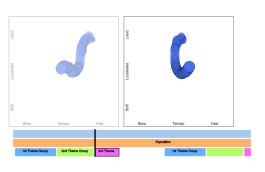 Loud
Loudness
Soft
Slow Tempo Fast
Loud
Loudness
Soft
Slow Tempo Fast
Exposition
1st Theme Group 2nd Theme Group 3rd Theme 1st Theme Group